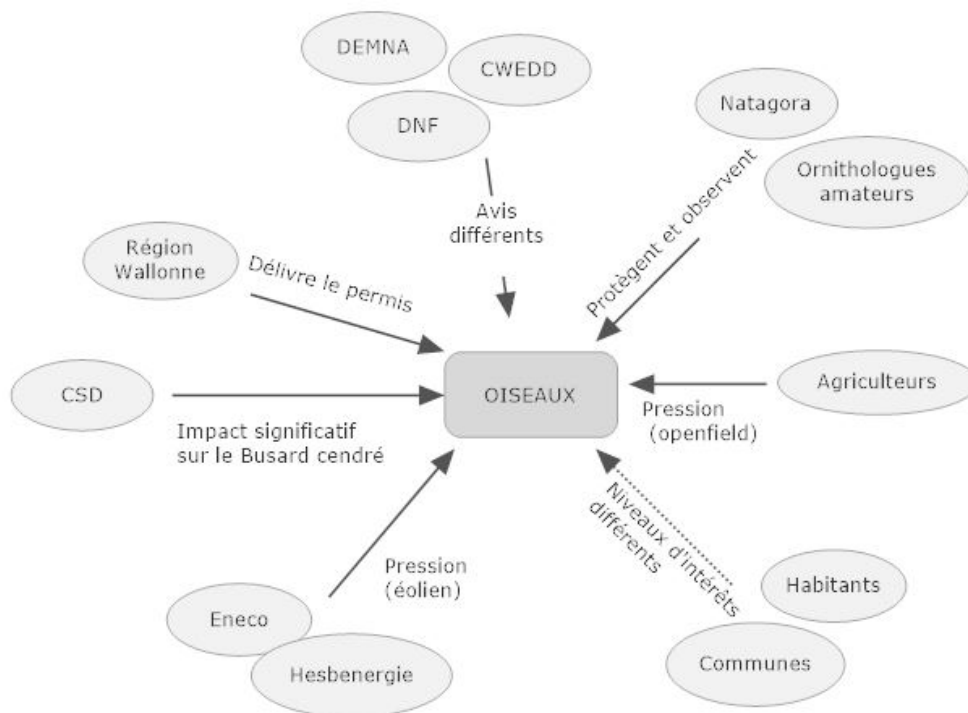 DEMNA
CWEDD
DNF
Natagora
Ornithologues
amateurs
Avis
différents
Protègent et observent
Région
Wallonne
Délivre le permis
CSD
OISEAUX
Agriculteurs
Impact significatif
sur le Busard cendré
Pression
(openfield)
Niveaux d'intérêts
différents
Pression
(éolien)
Habitants
Eneco
Communes
Hesbenergie